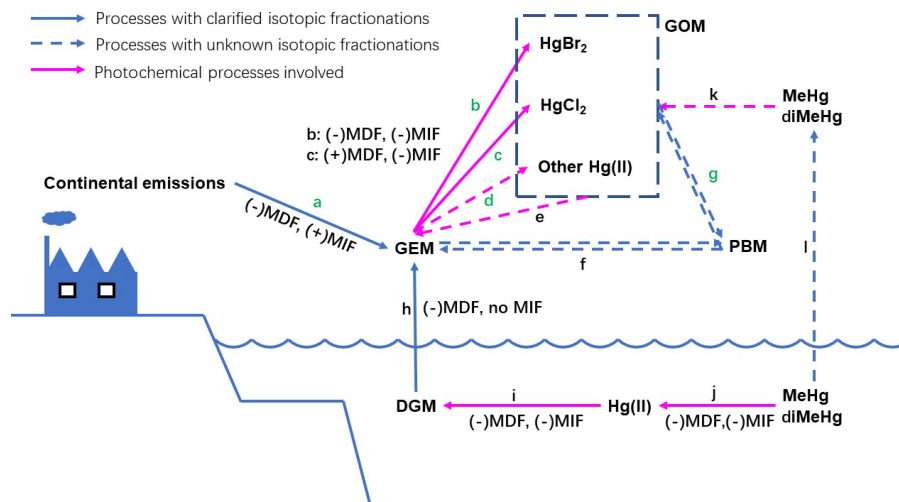 Processes with clarified isotopic fractionations
Processes with unknown isotopic fractionations
Photochemical processes involved
GOM
HgBr₂
b
HgCl₂
k
MeHg
diMeHg
b: (-)MDF, (-)MIF
c: (+)MDF, (-)MIF
c
Other Hg(II)
g
Continental emissions
a
d
(-)MDF, (+)MIF
e
GEM
PBM
f
l
h
(-)MDF, no MIF
DGM
i
(-)MDF, (-)MIF
Hg(II)
j
(-)MDF,(-)MIF
MeHg
diMeHg